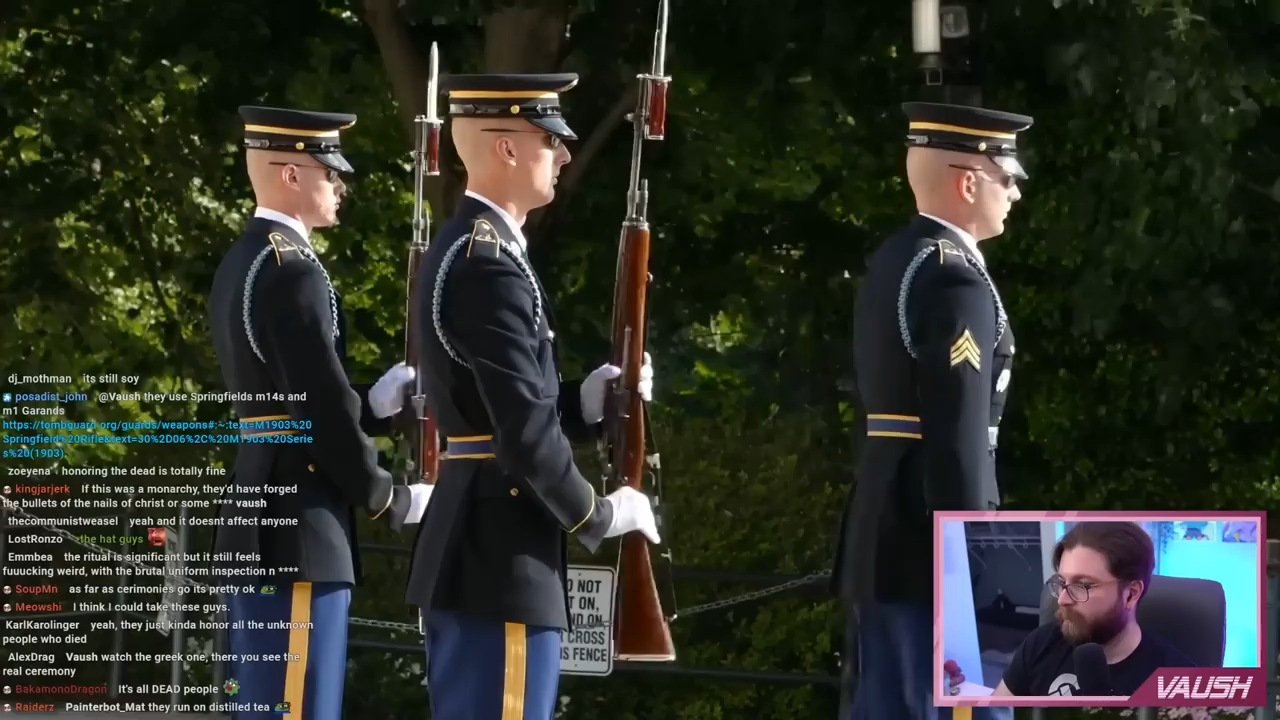 dj_mothman its still soy
posadist_john @Vaush they use Springfields m14s and
m1 Garands
https://tombguard.org/guards/weapons#:~:text=M1903%20
Springfield%20Rifle&text=30%2D06%2C%20M1903%20Serie
s%20(1903).
zoeyena honoring the dead is totally fine
kingjarjerk If this was a monarchy, they'd have forged
the bullets of the nails of christ or some **** vaush
thecommunistweasel yeah and it doesnt affect anyone
LostRonzo the hat guys
Emmbea the ritual is significant but it still feels
fuuucking weird, with the brutal uniform inspection n ****
SoupMn as far as cerimonies go its pretty ok
Meowshi I think I could take these guys.
KarlKarolinger yeah, they just kinda honor all the unknown
people who died
AlexDrag Vaush watch the greek one, there you see the
real ceremony
BakamonoDragon It's all DEAD people
Raiderz Painterbot_Mat they run on distilled tea
O NOT
T ON,
ND ON,
CROSS
IS FENCE
VAUSH